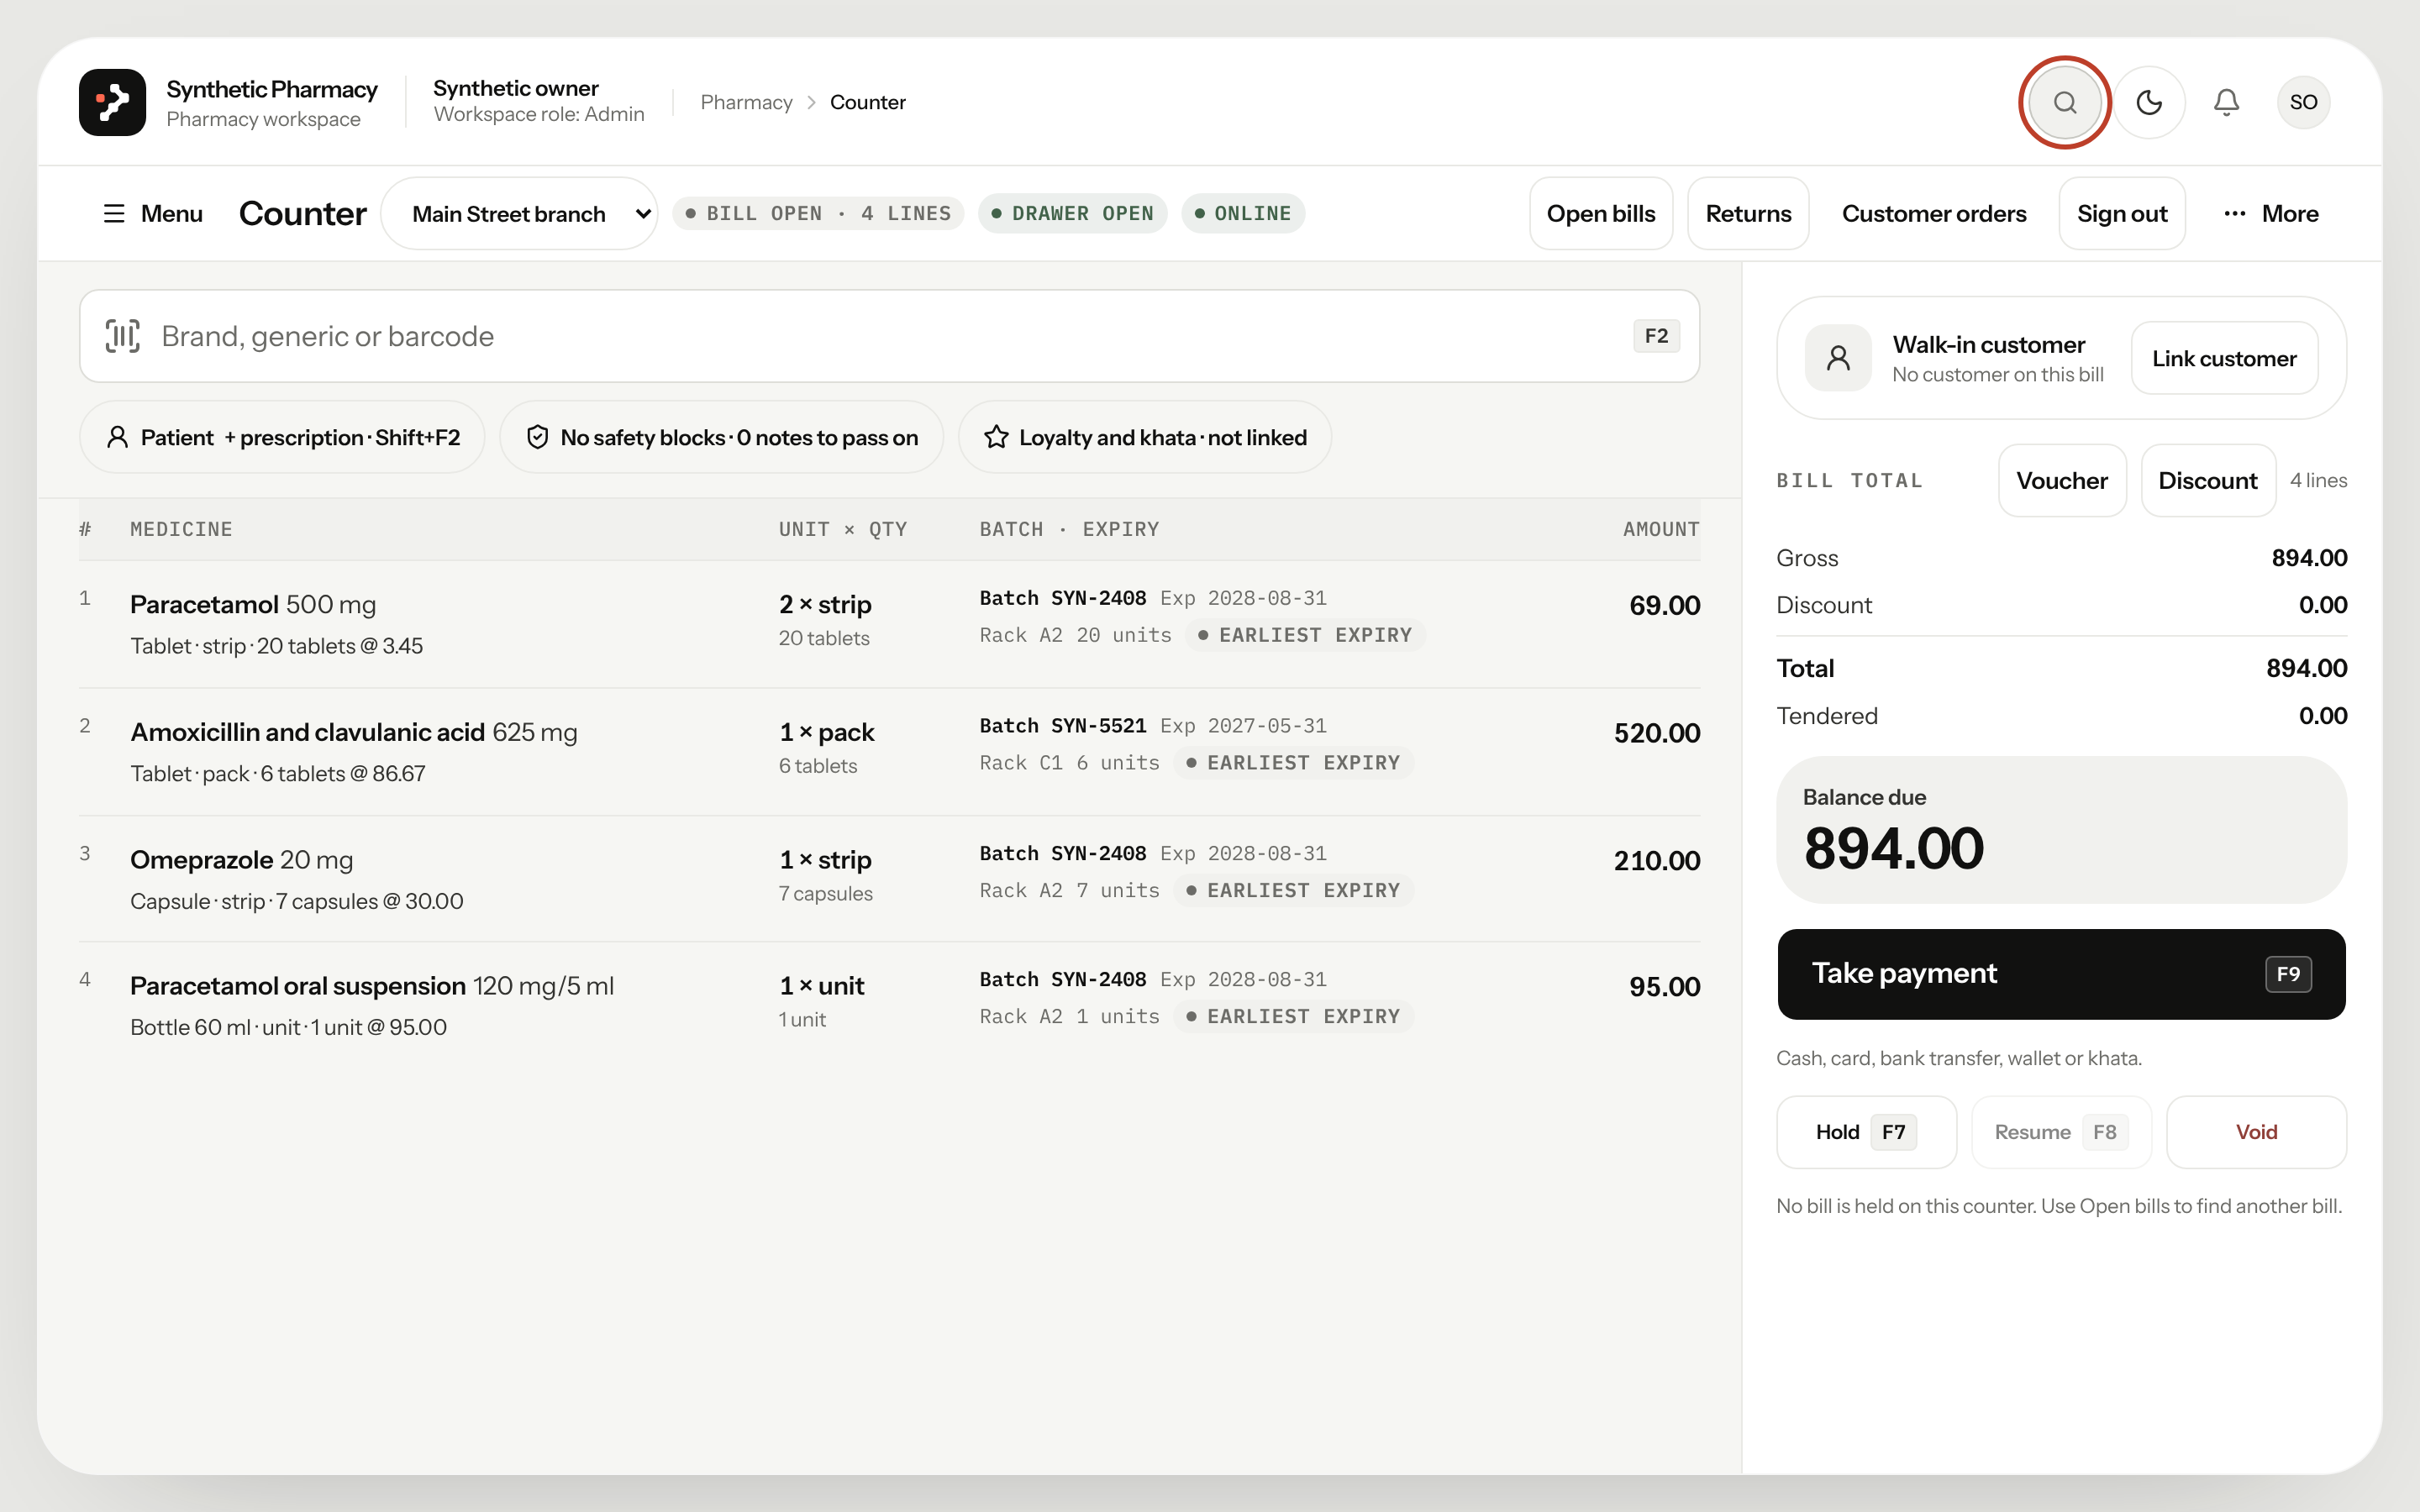 Synthetic Pharmacy
Pharmacy workspace
Synthetic owner
Workspace role: Admin
Pharmacy > Counter
SO
Menu
Counter
Main Street branch
BILL OPEN · 4 LINES
DRAWER OPEN
ONLINE
Open bills
Returns
Customer orders
Sign out
More
Brand, generic or barcode
F2
Patient + prescription · Shift+F2
No safety blocks · 0 notes to pass on
Loyalty and khata · not linked
# MEDICINE UNIT × QTY BATCH · EXPIRY AMOUNT
1 Paracetamol 500 mg 2 × strip Batch SYN-2408 Exp 2028-08-31 69.00
Tablet · strip · 20 tablets @ 3.45 20 tablets Rack A2 20 units EARLIEST EXPIRY
2 Amoxicillin and clavulanic acid 625 mg 1 × pack Batch SYN-5521 Exp 2027-05-31 520.00
Tablet · pack · 6 tablets @ 86.67 6 tablets Rack C1 6 units EARLIEST EXPIRY
3 Omeprazole 20 mg 1 × strip Batch SYN-2408 Exp 2028-08-31 210.00
Capsule · strip · 7 capsules @ 30.00 7 capsules Rack A2 7 units EARLIEST EXPIRY
4 Paracetamol oral suspension 120 mg/5 ml 1 × unit Batch SYN-2408 Exp 2028-08-31 95.00
Bottle 60 ml · unit · 1 unit @ 95.00 1 unit Rack A2 1 units EARLIEST EXPIRY
Walk-in customer
No customer on this bill
Link customer
BILL TOTAL
Voucher
Discount
4 lines
Gross 894.00
Discount 0.00
Total 894.00
Tendered 0.00
Balance due
894.00
Take payment F9
Cash, card, bank transfer, wallet or khata.
Hold F7
Resume F8
Void
No bill is held on this counter. Use Open bills to find another bill.